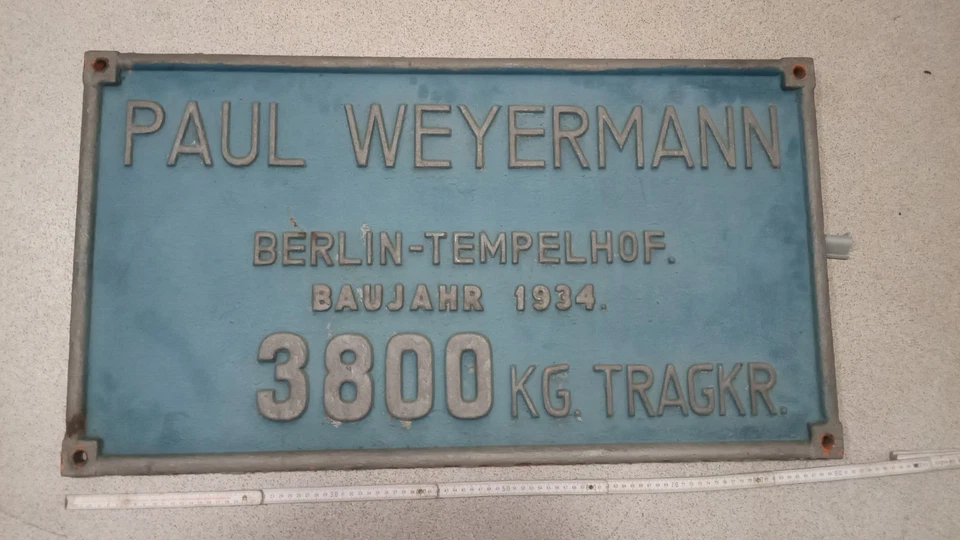 PAUL WEYERMANN
BERLIN-TEMPELHOF.
BAUJAHR 1934.
3800 KG. TRAGKR.